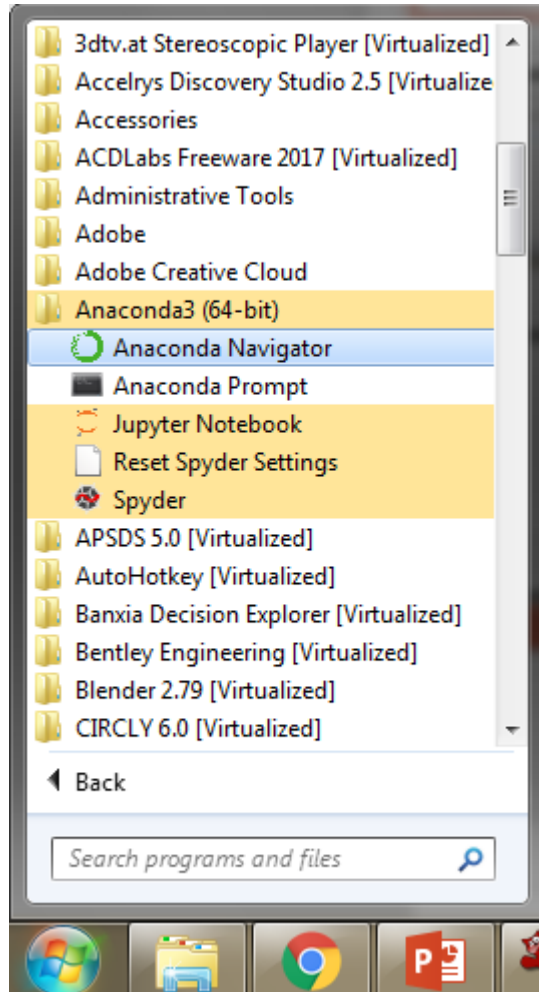 3dtv.at Stereoscopic Player [Virtualized]
Accelrys Discovery Studio 2.5 [Virtualize
Accessories
ACDLabs Freeware 2017 [Virtualized]
Administrative Tools
Adobe
Adobe Creative Cloud
Anaconda3 (64-bit)
Anaconda Navigator
Anaconda Prompt
Jupyter Notebook
Reset Spyder Settings
Spyder
APSDS 5.0 [Virtualized]
AutoHotkey [Virtualized]
Banxia Decision Explorer [Virtualized]
Bentley Engineering [Virtualized]
Blender 2.79 [Virtualized]
CIRCLY 6.0 [Virtualized]
Back
Search programs and files
P